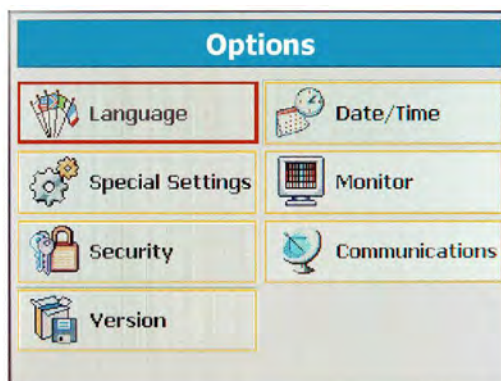 Options
Language
Date/Time
Special Settings
Monitor
Security
Communications
Version